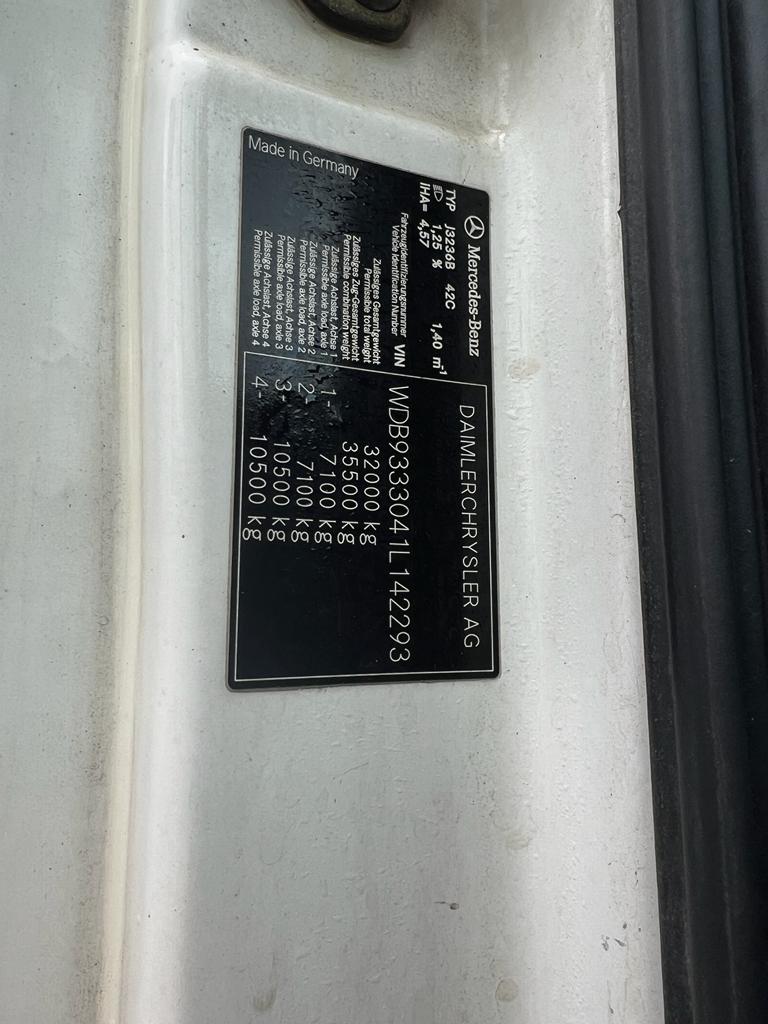 Mercedes-Benz
DAIMLERCHRYSLER AG
TYP J3236B 42C
1,25 % 1,40 m-1
IHA= 4,57
Fahrzeugidentifizierungsnummer
Vehicle identification number
VIN WDB9333041L142293
Zulässiges Gesamtgewicht
Permissible total weight
32000 kg
Zulässiges Zug-Gesamtgewicht
Permissible combination weight
35500 kg
Zulässige Achslast, Achse 1
Permissible axle load, axle 1
1- 7100 kg
Zulässige Achslast, Achse 2
Permissible axle load, axle 2
2- 7100 kg
Zulässige Achslast, Achse 3
Permissible axle load, axle 3
3- 10500 kg
Zulässige Achslast, Achse 4
Permissible axle load, axle 4
4- 10500 kg
Made in Germany